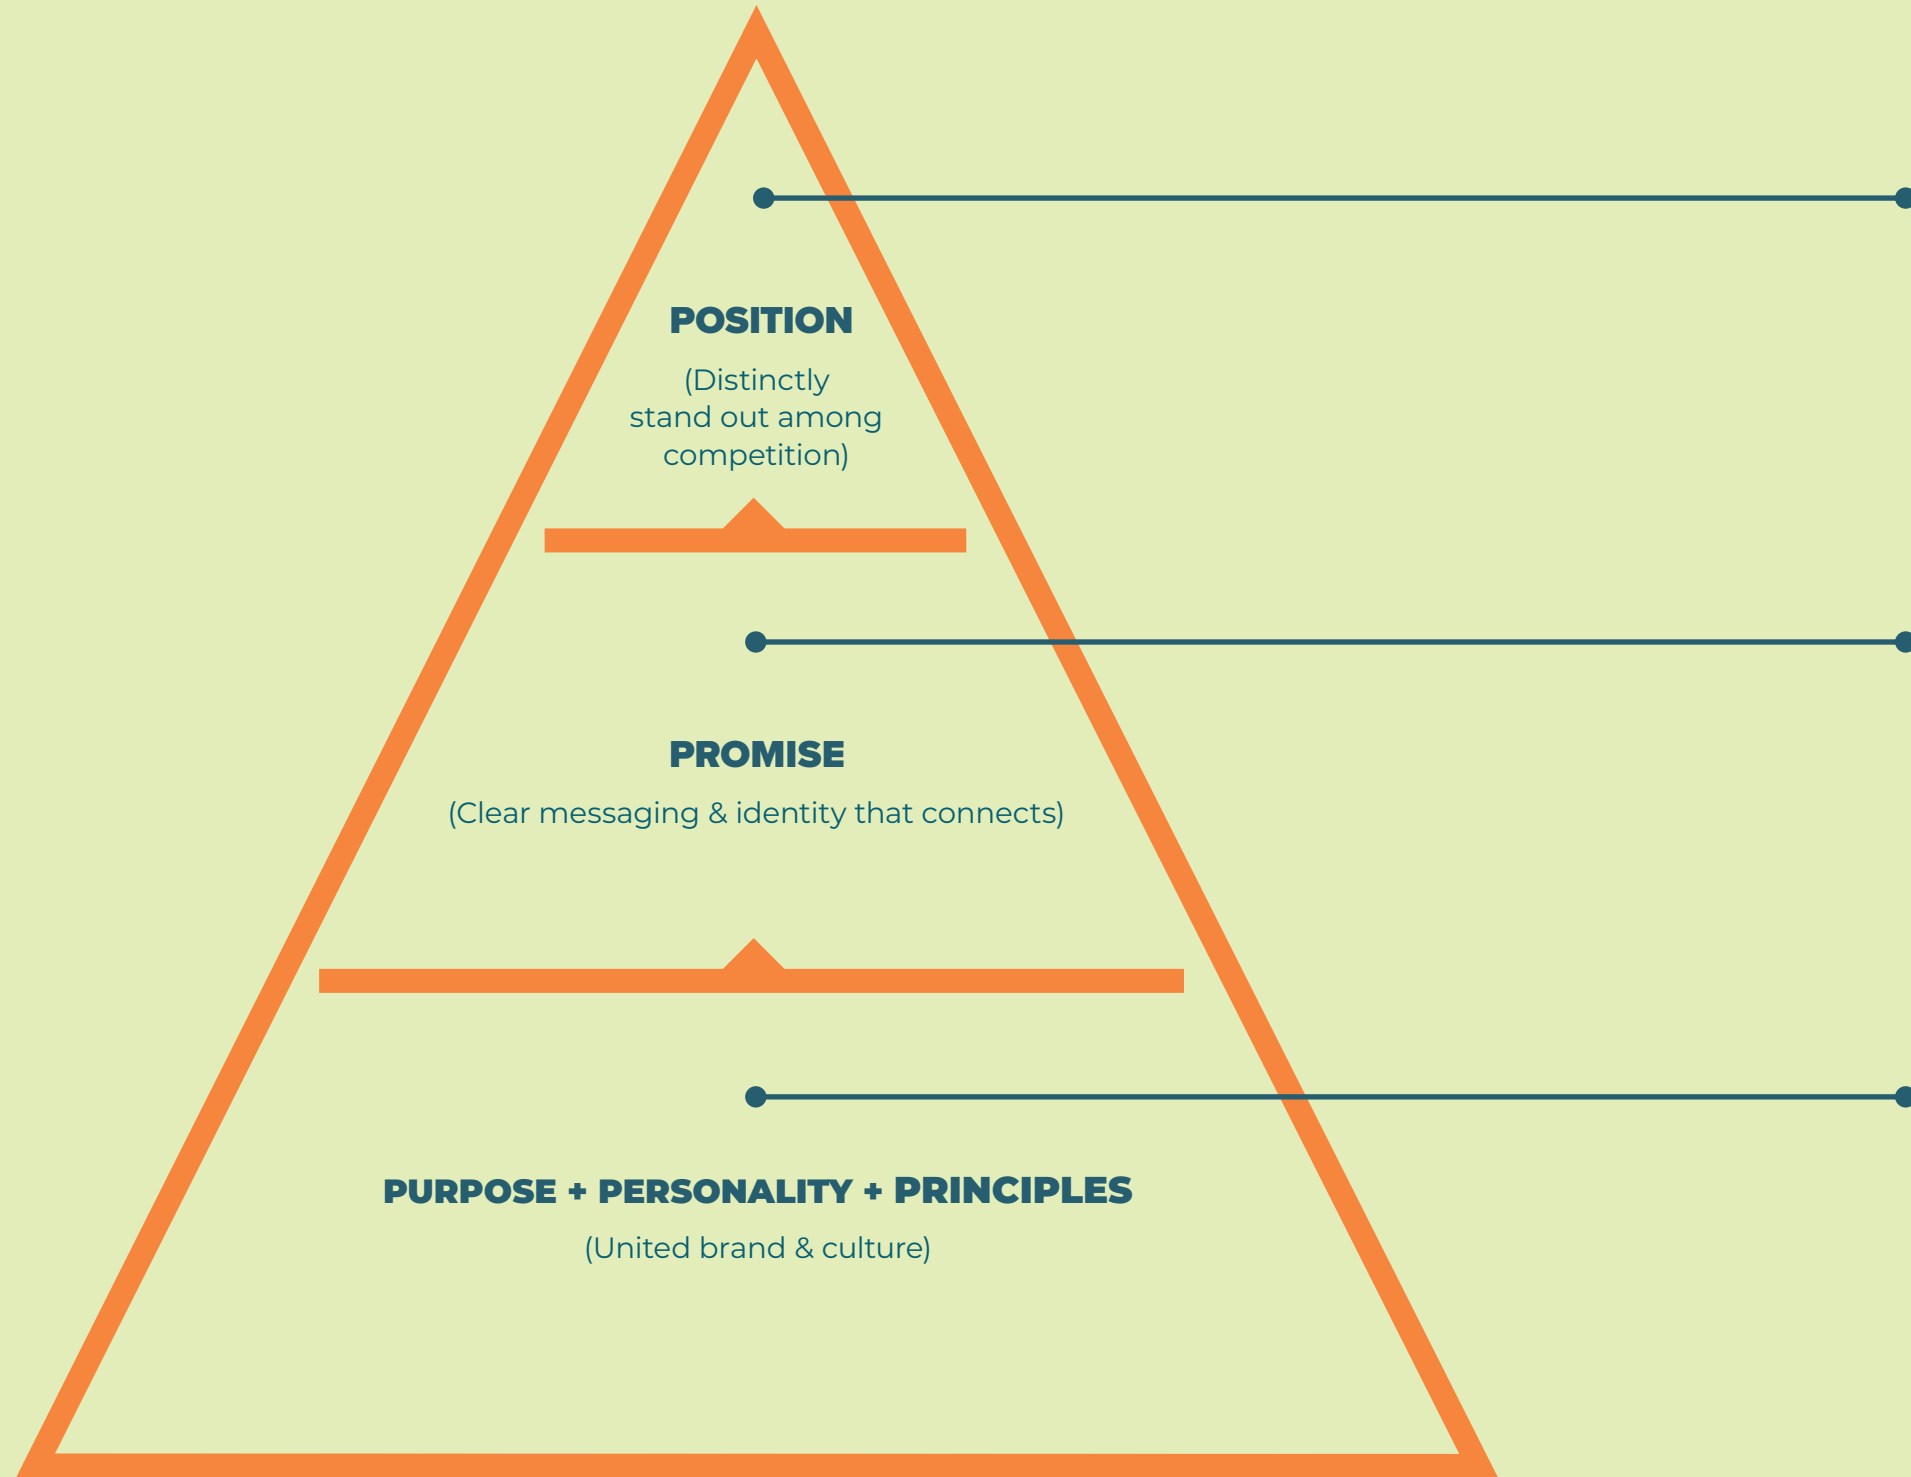 POSITION
(Distinctly
stand out among
competition)
PROMISE
(Clear messaging & identity that connects)
PURPOSE + PERSONALITY + PRINCIPLES
(United brand & culture)